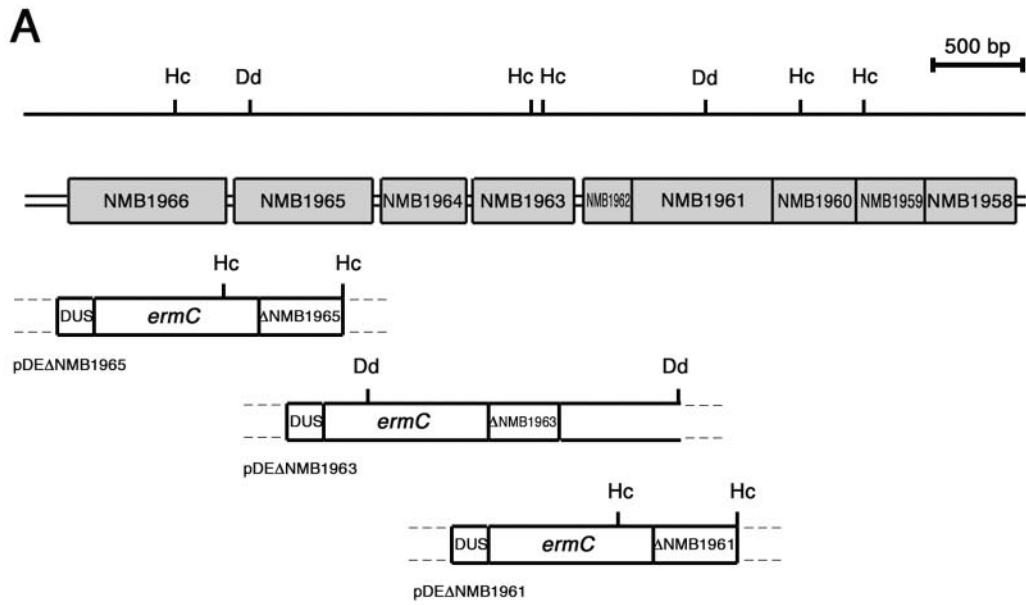 A
500 bp
Hc Dd Hc Hc Dd Hc Hc
NMB1966 NMB1965 NMB1964 NMB1963 NMB1962 NMB1961 NMB1960 NMB1959 NMB1958
Hc Hc
DUS ermC ΔNMB1965
pDEΔNMB1965
Dd Dd
DUS ermC ΔNMB1963
pDEΔNMB1963
Hc Hc
DUS ermC ΔNMB1961
pDEΔNMB1961